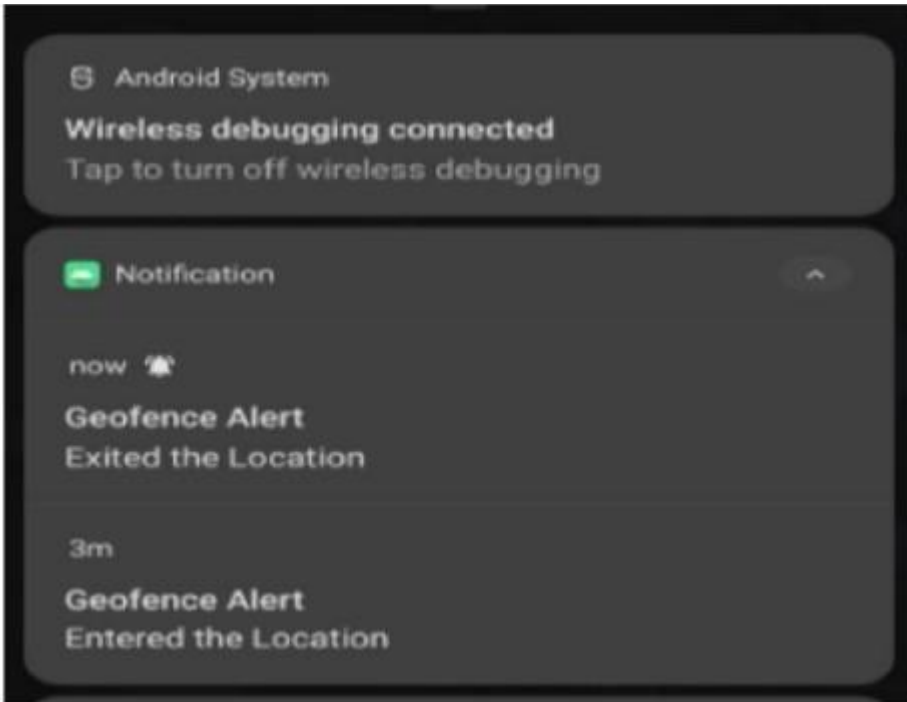 Android System
Wireless debugging connected
Tap to turn off wireless debugging
Notification
now
Geofence Alert
Exited the Location
3m
Geofence Alert
Entered the Location